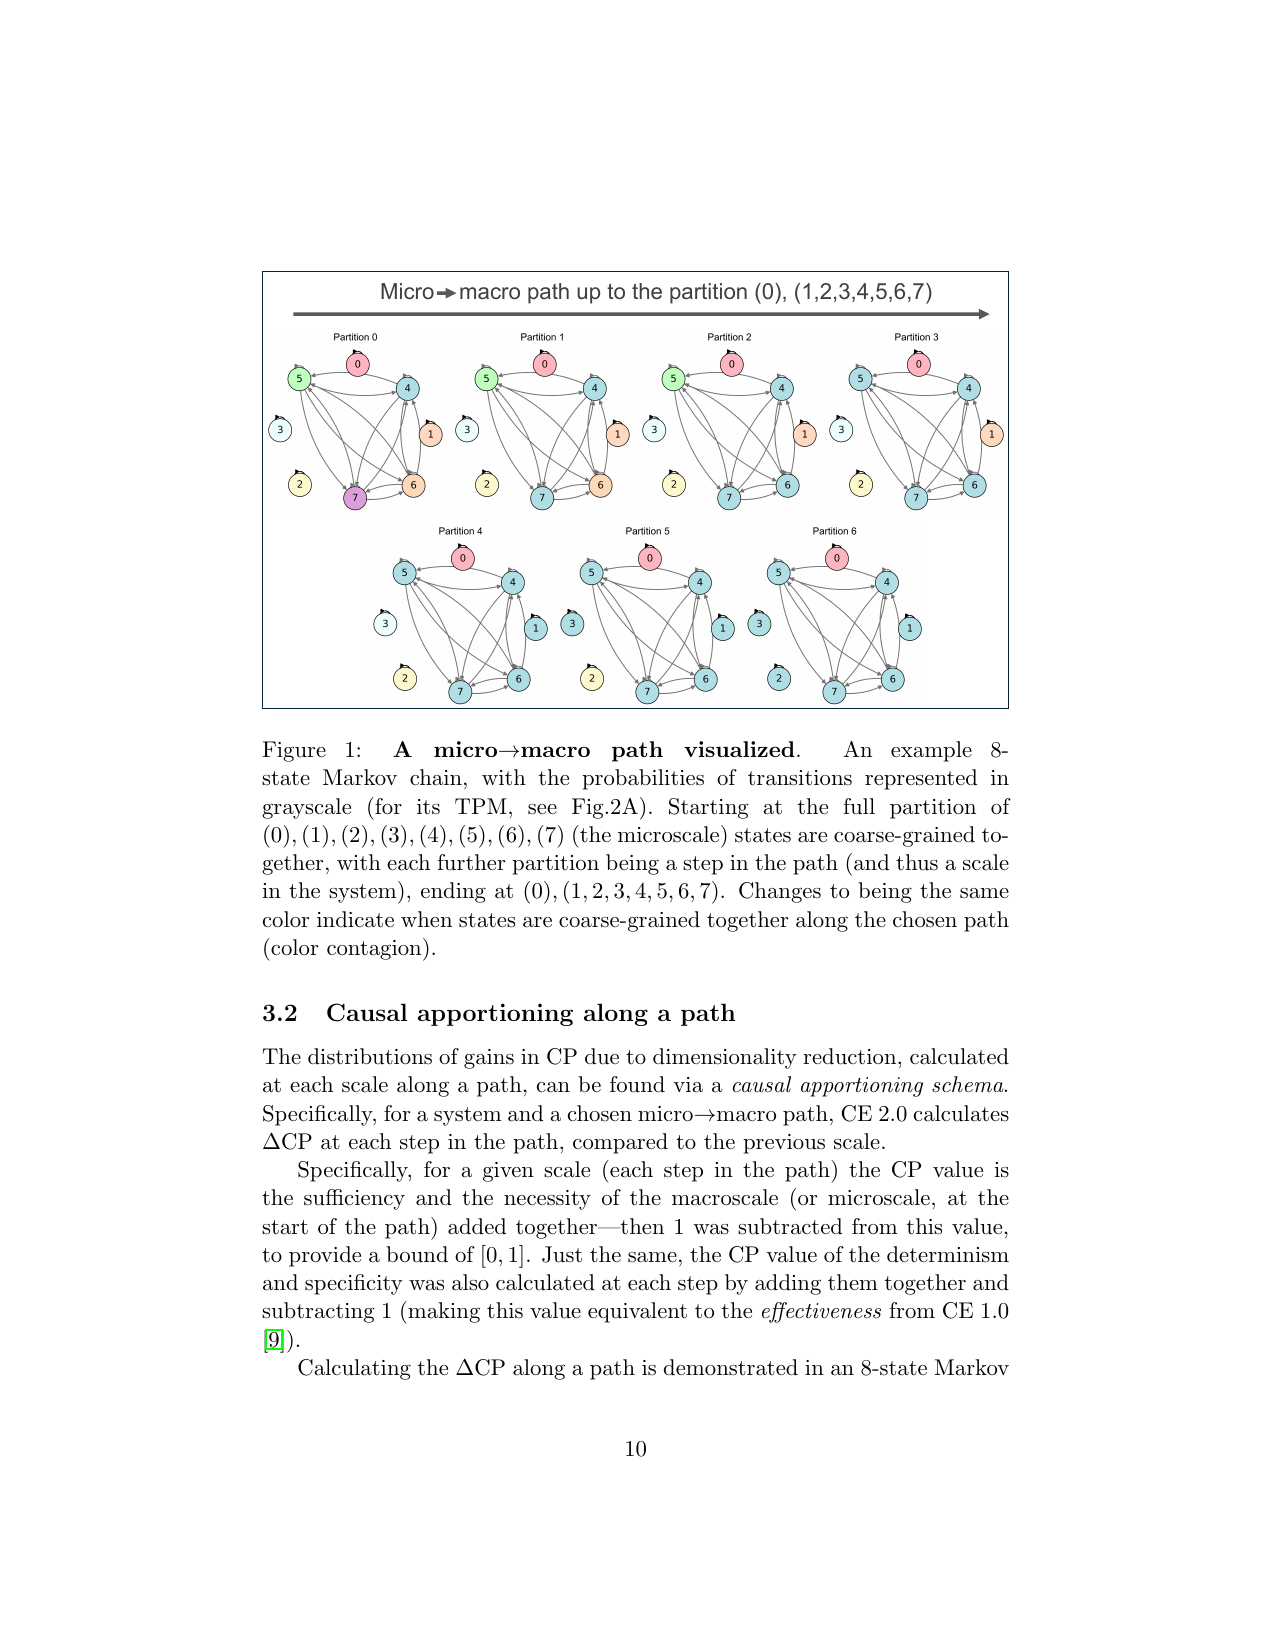 Micro→macro path up to the partition (0), (1,2,3,4,5,6,7)
Partition 0
0
5
4
3
1
2
6
7
Partition 1
0
5
4
3
1
2
6
7
Partition 2
0
5
4
3
1
2
6
7
Partition 3
0
5
4
3
1
2
6
7
Partition 4
0
5
4
3
1
2
6
7
Partition 5
0
5
4
3
1
2
6
7
Partition 6
0
5
4
3
1
2
6
7
Figure 1: A micro→macro path visualized. An example 8-
state Markov chain, with the probabilities of transitions represented in
grayscale (for its TPM, see Fig.2A). Starting at the full partition of
(0), (1), (2), (3), (4), (5), (6), (7) (the microscale) states are coarse-grained to-
gether, with each further partition being a step in the path (and thus a scale
in the system), ending at (0), (1, 2, 3, 4, 5, 6, 7). Changes to being the same
color indicate when states are coarse-grained together along the chosen path
(color contagion).
3.2 Causal apportioning along a path
The distributions of gains in CP due to dimensionality reduction, calculated
at each scale along a path, can be found via a causal apportioning schema.
Specifically, for a system and a chosen micro→macro path, CE 2.0 calculates
ΔCP at each step in the path, compared to the previous scale.
Specifically, for a given scale (each step in the path) the CP value is
the sufficiency and the necessity of the macroscale (or microscale, at the
start of the path) added together—then 1 was subtracted from this value,
to provide a bound of [0, 1]. Just the same, the CP value of the determinism
and specificity was also calculated at each step by adding them together and
subtracting 1 (making this value equivalent to the effectiveness from CE 1.0
[9]).
Calculating the ΔCP along a path is demonstrated in an 8-state Markov
10